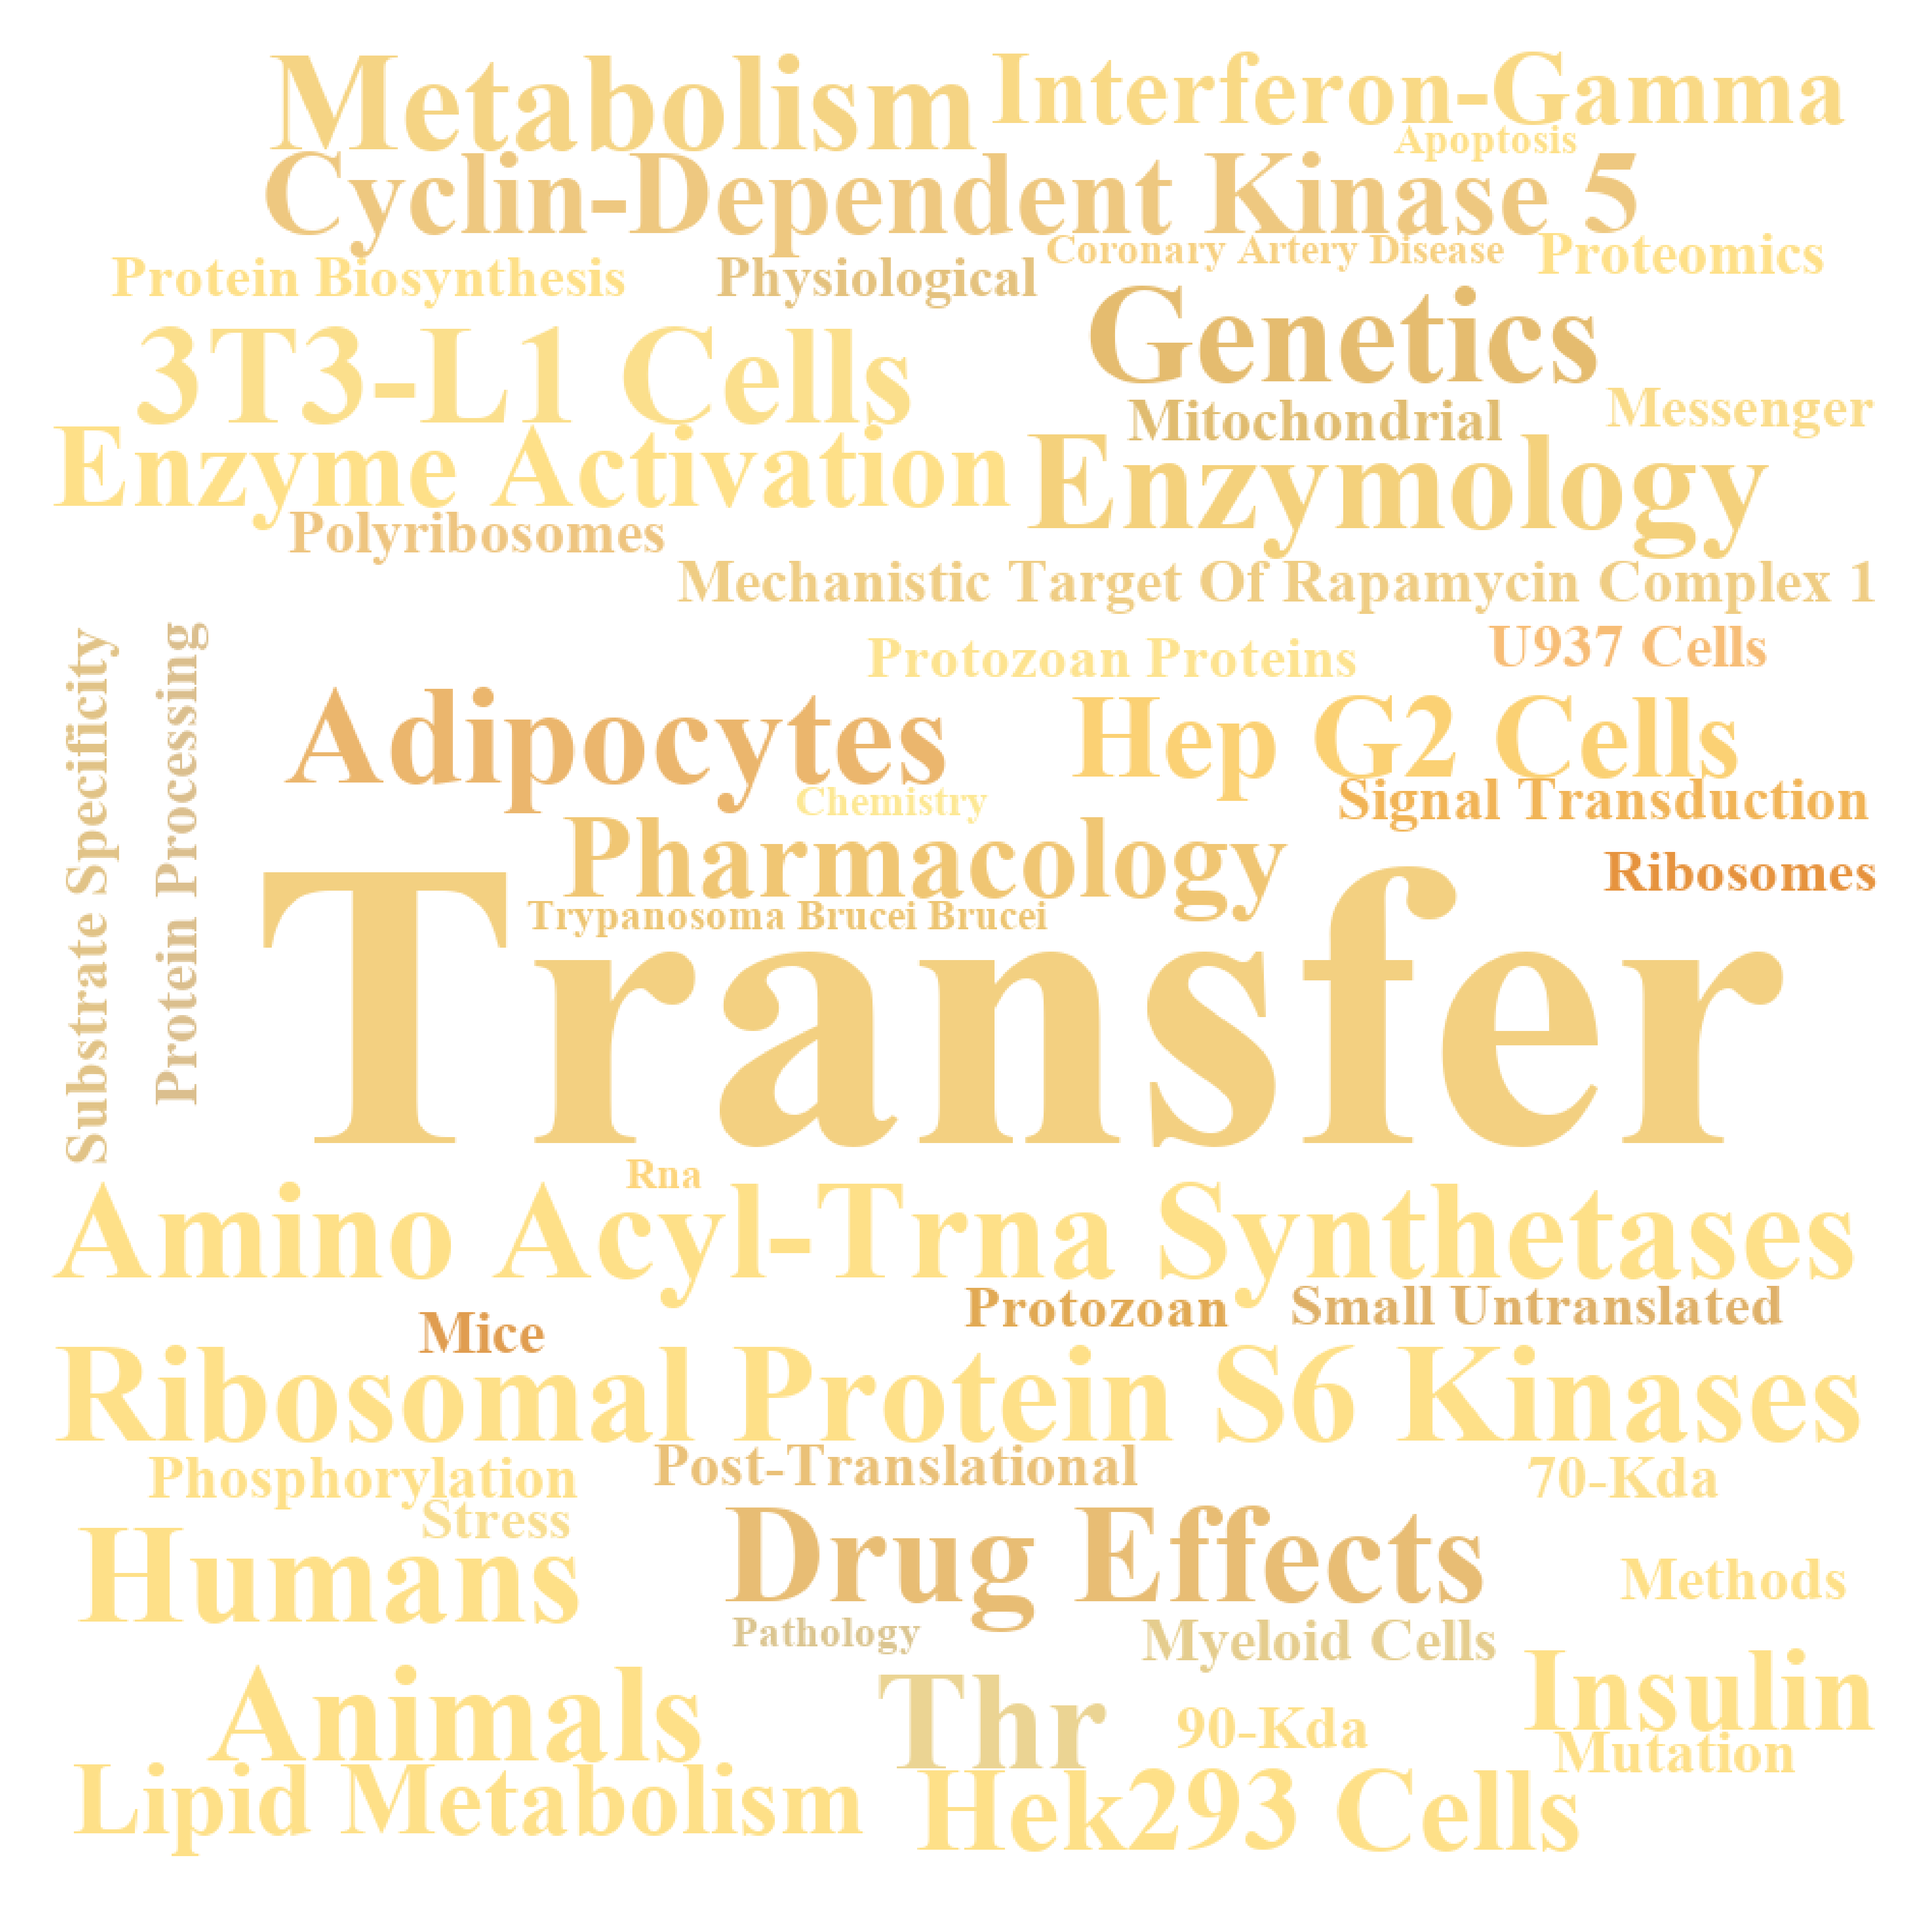 Metabolism
Interferon-Gamma
Apoptosis
Cyclin-Dependent Kinase 5
Coronary Artery Disease
Proteomics
Protein Biosynthesis
Physiological
Genetics
3T3-L1 Cells
Mitochondrial
Messenger
Enzyme Activation
Enzymology
Polyribosomes
Mechanistic Target Of Rapamycin Complex 1
Substrate Specificity
Protein Processing
Protozoan Proteins
U937 Cells
Adipocytes
Hep G2 Cells
Chemistry
Signal Transduction
Pharmacology
Ribosomes
Trypanosoma Brucei Brucei
Transfer
Rna
Amino Acyl-Trna Synthetases
Mice
Protozoan
Small Untranslated
Ribosomal Protein S6 Kinases
Phosphorylation
Post-Translational
70-Kda
Stress
Humans
Drug Effects
Methods
Pathology
Myeloid Cells
Animals
Thr
90-Kda
Insulin
Mutation
Lipid Metabolism
Hek293 Cells